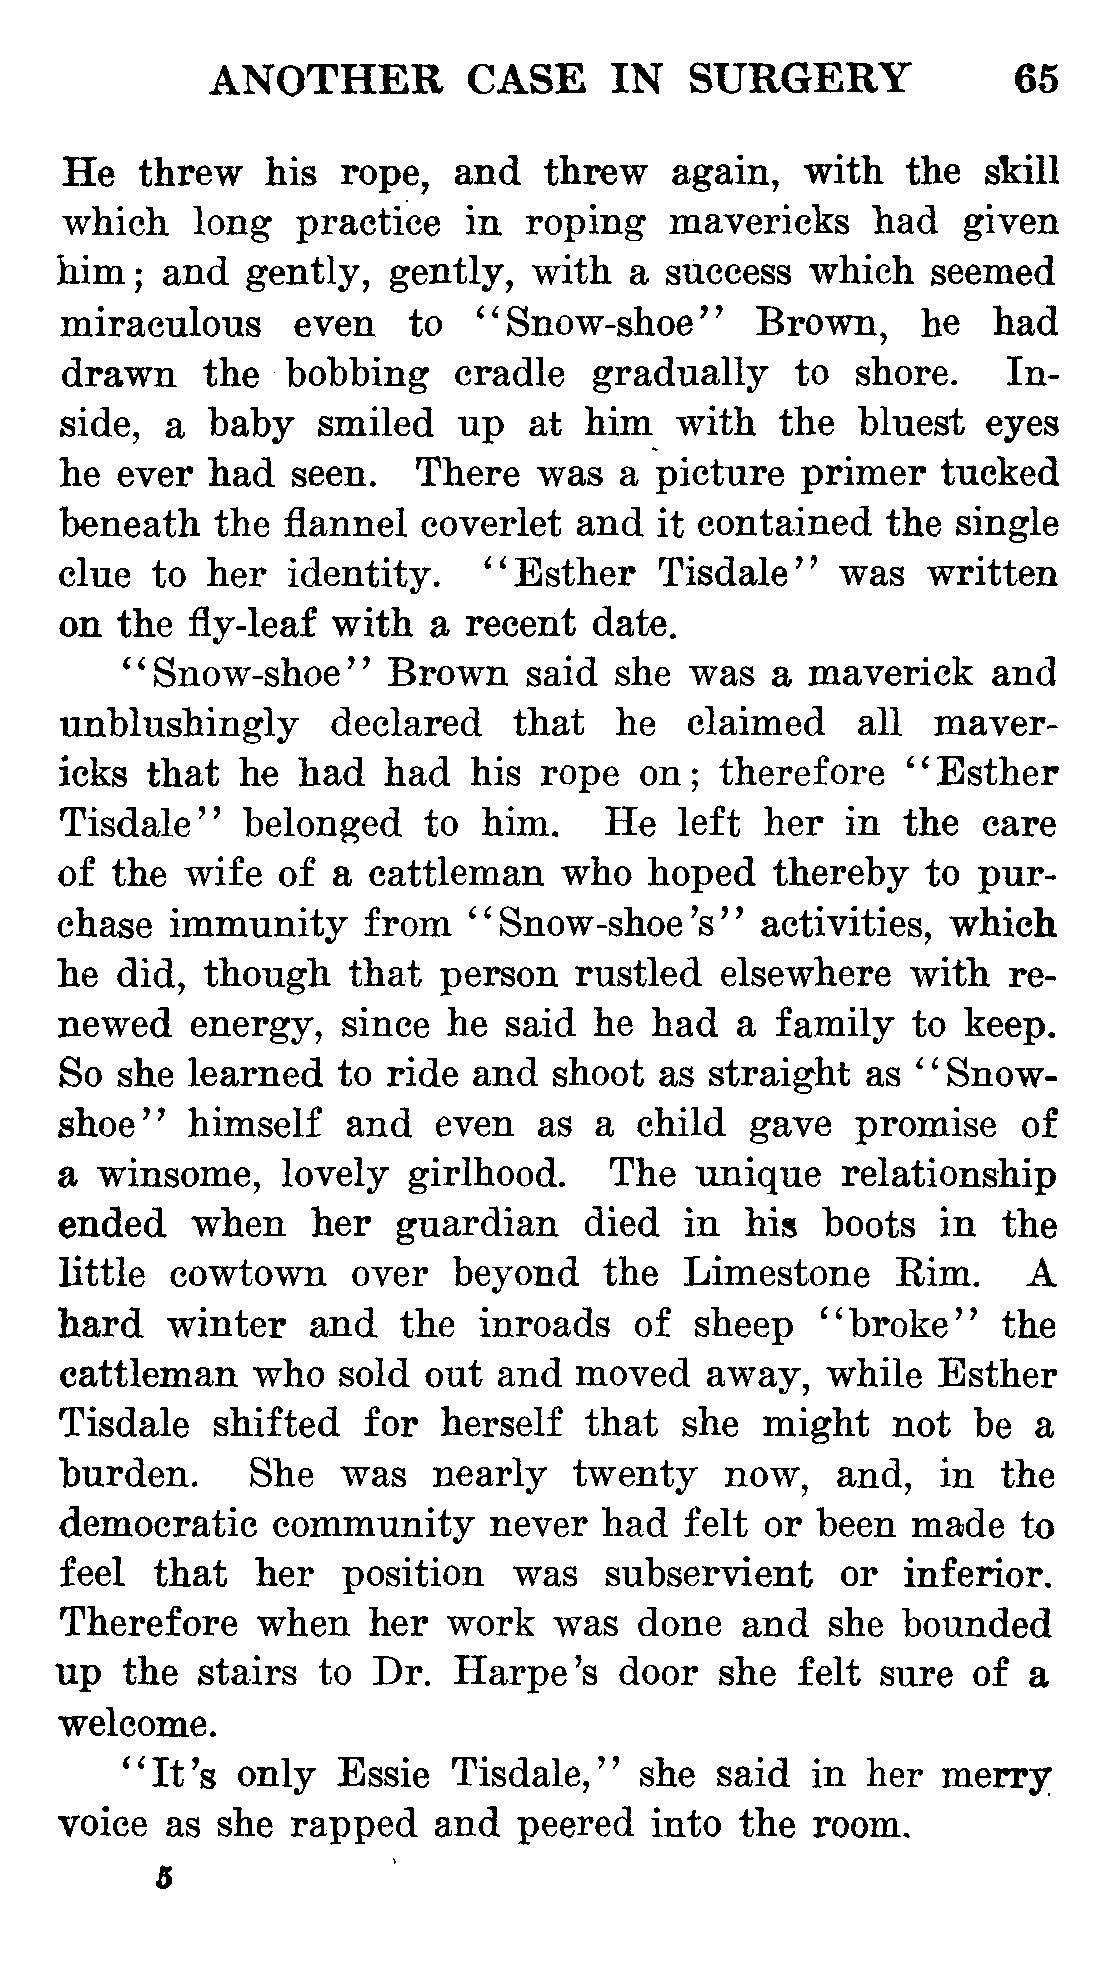 ANOTHER CASE IN SURGERY 65
He threw his rope, and threw again, with the skill
which long practice in roping mavericks had given
him; and gently, gently, with a success which seemed
miraculous even to "Snow-shoe" Brown, he had
drawn the bobbing cradle gradually to shore. In-
side, a baby smiled up at him with the bluest eyes
he ever had seen. There was a picture primer tucked
beneath the flannel coverlet and it contained the single
clue to her identity. "Esther Tisdale" was written
on the fly-leaf with a recent date.
"Snow-shoe" Brown said she was a maverick and
unblushingly declared that he claimed all maver-
icks that he had had his rope on; therefore "Esther
Tisdale" belonged to him. He left her in the care
of the wife of a cattleman who hoped thereby to pur-
chase immunity from "Snow-shoe's" activities, which
he did, though that person rustled elsewhere with re-
newed energy, since he said he had a family to keep.
So she learned to ride and shoot as straight as "Snow-
shoe" himself and even as a child gave promise of
a winsome, lovely girlhood. The unique relationship
ended when her guardian died in his boots in the
little cowtown over beyond the Limestone Rim. A
hard winter and the inroads of sheep "broke" the
cattleman who sold out and moved away, while Esther
Tisdale shifted for herself that she might not be a
burden. She was nearly twenty now, and, in the
democratic community never had felt or been made to
feel that her position was subservient or inferior.
Therefore when her work was done and she bounded
up the stairs to Dr. Harpe's door she felt sure of a
welcome.
"It's only Essie Tisdale," she said in her merry
voice as she rapped and peered into the room.
5